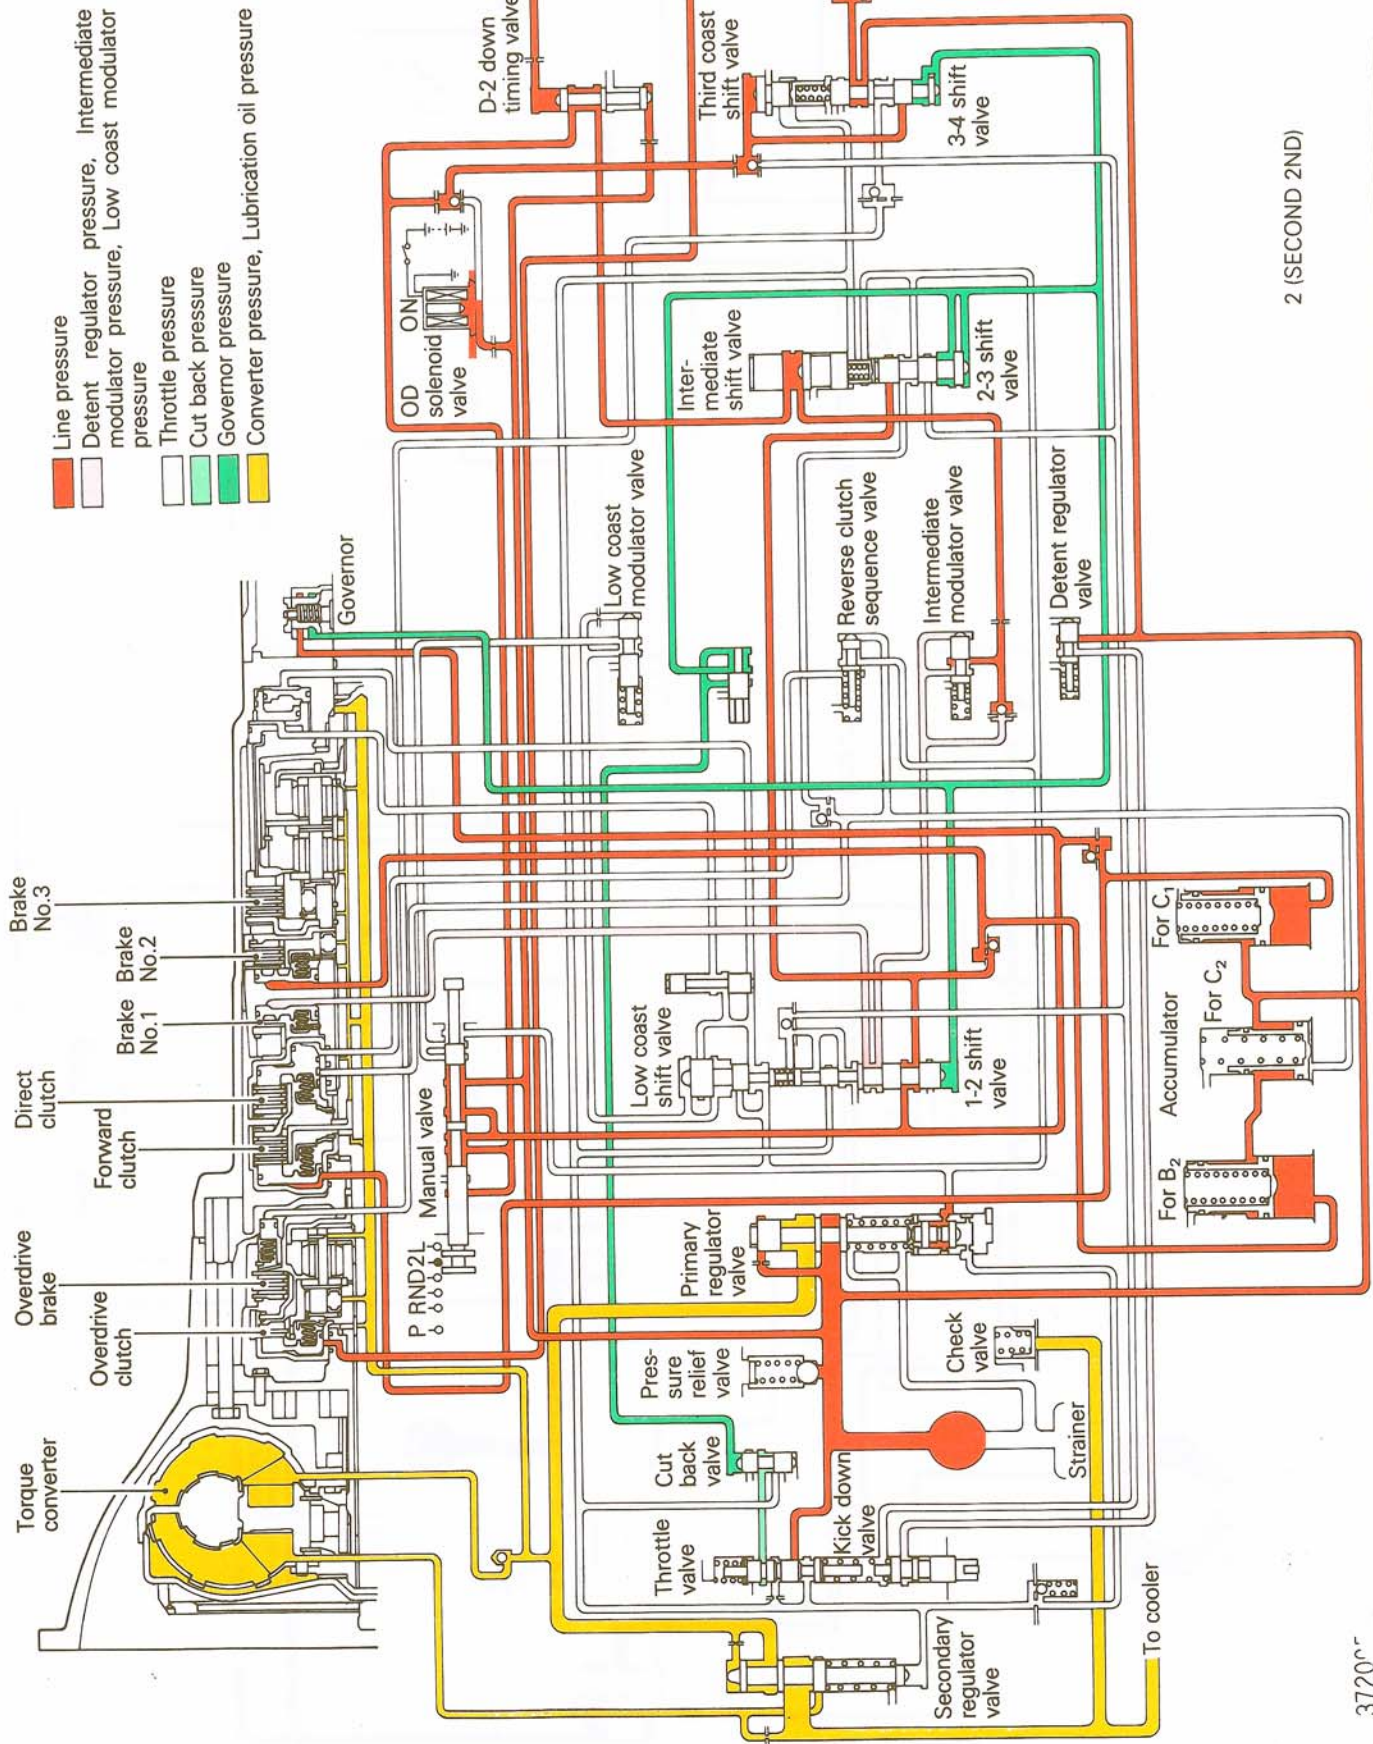 Line pressure
Detent regulator pressure, Intermediate
modulator pressure, Low coast modulator
pressure
Throttle pressure
Cut back pressure
Governor pressure
Converter pressure, Lubrication oil pressure
Torque
converter
Overdrive
clutch
Overdrive
brake
Forward
clutch
Direct
clutch
Brake
No.1
Brake
No.2
Brake
No.3
Governor
P RND2L
Manual valve
OD
solenoid
valve
ON
D-2 down
timing valve
Third coast
shift valve
3-4 shift
valve
Inter-
mediate
shift valve
2-3 shift
valve
Low coast
modulator valve
Reverse clutch
sequence valve
Intermediate
modulator valve
Detent regulator
valve
Low coast
shift valve
1-2 shift
valve
Primary
regulator
valve
Pres-
sure relief
valve
Check
valve
Cut
back
valve
Strainer
Throttle
valve
Kick down
valve
Secondary
regulator
valve
To cooler
Accumulator
For B₂
For C₂
For C₁
2 (SECOND 2ND)